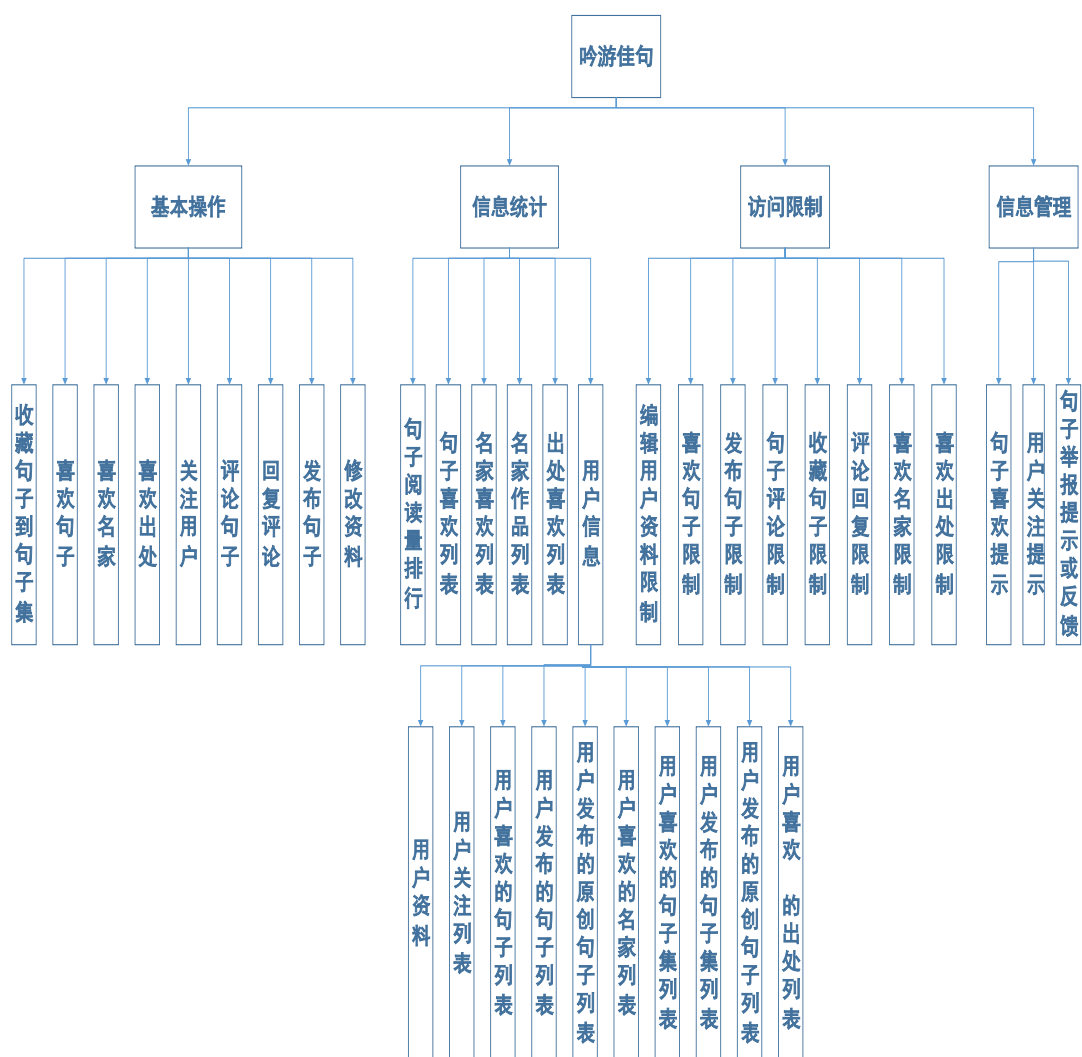 吟游佳句
基本操作
信息统计
访问限制
信息管理
收藏句子到句子集
喜欢句子
喜欢名家
喜欢出处
关注用户
评论句子
回复评论
发布句子
修改资料
句子阅读量排行
句子喜欢列表
名家喜欢列表
名家作品列表
出处喜欢列表
用户信息
编辑用户资料限制
喜欢句子限制
发布句子限制
句子评论限制
收藏句子限制
评论回复限制
喜欢名家限制
喜欢出处限制
句子喜欢提示
用户关注提示
句子举报提示或反馈
用户资料
用户关注列表
用户喜欢的句子列表
用户发布的句子列表
用户发布的原创句子列表
用户喜欢的名家列表
用户喜欢的句子集列表
用户发布的句子集列表
用户发布的原创句子列表
用户喜欢 的出处列表